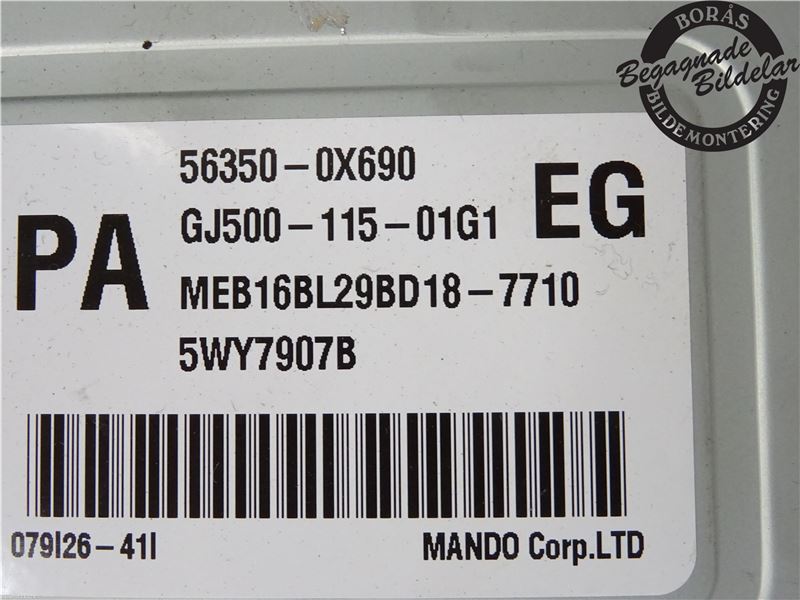 BORÅS
Begagnade
Bildelar
BILDEMONTERING
56350-0X690
PA
GJ500-115-01G1
EG
MEB16BL29BD18-7710
5WY7907B
079I26-41I
MANDO Corp.LTD